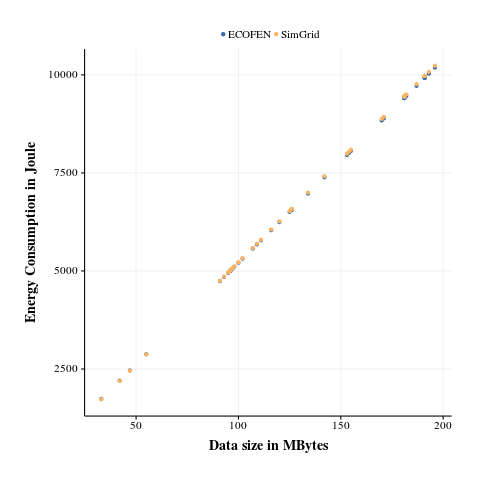 ECOFEN SimGrid
10000
7500
5000
2500
Energy Consumption in Joule
50 100 150 200
Data size in MBytes